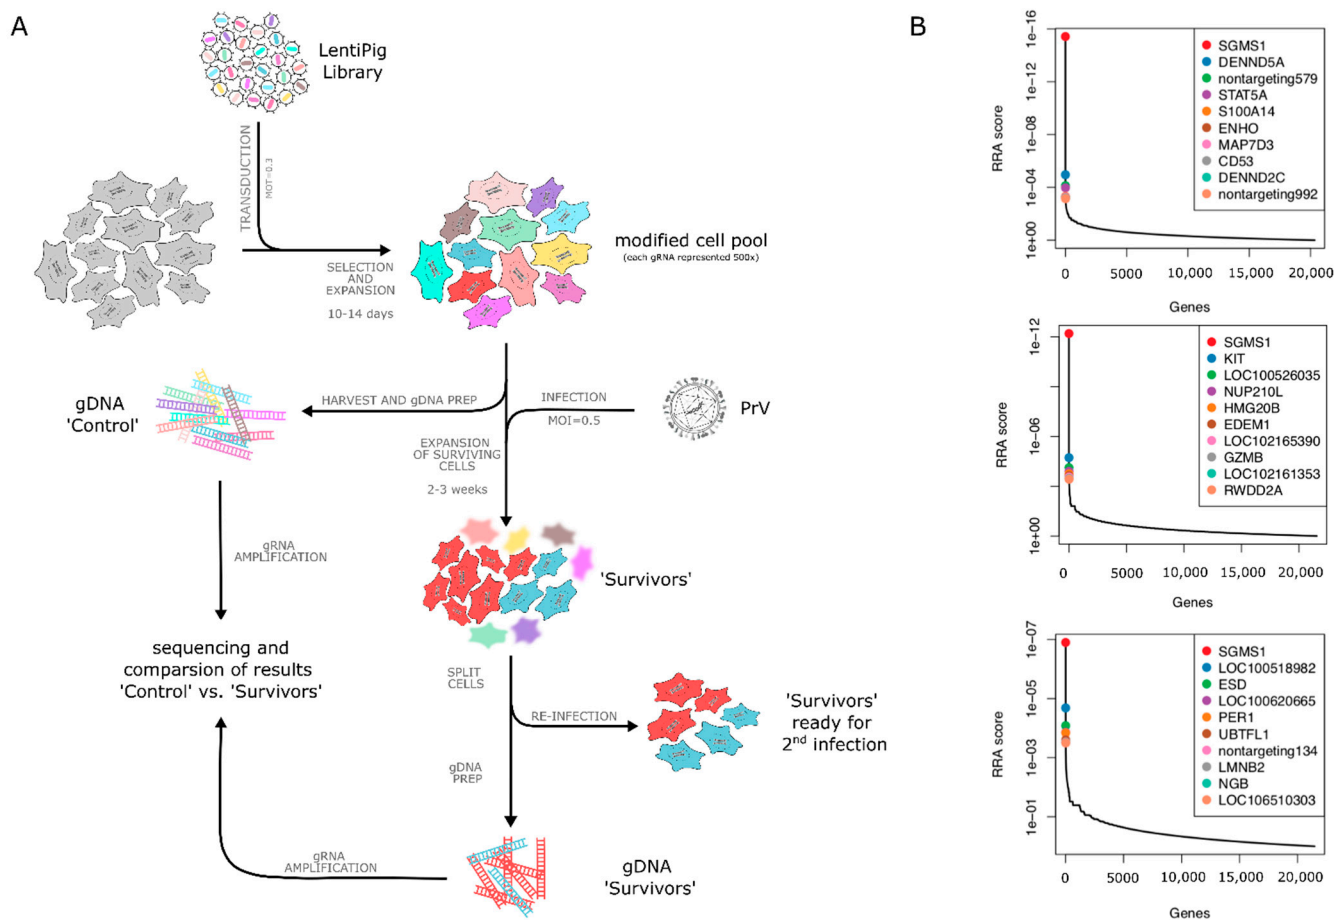 A
LentiPig
Library
TRANSDUCTION
MOT=0.3
SELECTION
AND
EXPANSION
10-14 days
modified cell pool
(each gRNA represented 500x)
gDNA
'Control'
HARVEST AND gDNA PREP
INFECTION
MOI=0.5
PrV
EXPANSION
OF SURVIVING
CELLS
2-3 weeks
gRNA
AMPLIFICATION
'Survivors'
sequencing and
comparsion of results
'Control' vs. 'Survivors'
SPLIT
CELLS
RE-INFECTION
'Survivors'
ready for
2nd infection
gDNA
PREP
gRNA
AMPLIFICATION
gDNA
'Survivors'
B
RRA score
1e-16
1e-12
1e-08
1e-04
1e+00
SGMS1
DENND5A
nontargeting579
STAT5A
S100A14
ENHO
MAP7D3
CD53
DENND2C
nontargeting992
0 5000 10,000 15,000 20,000
Genes
RRA score
1e-12
1e-06
1e+00
SGMS1
KIT
LOC100526035
NUP210L
HMG20B
EDEM1
LOC102165390
GZMB
LOC102161353
RWDD2A
0 5000 10,000 15,000 20,000
Genes
RRA score
1e-07
1e-05
1e-03
1e-01
SGMS1
LOC100518982
ESD
LOC100620665
PER1
UBTFL1
nontargeting134
LMNB2
NGB
LOC106510303
0 5000 10,000 15,000 20,000
Genes